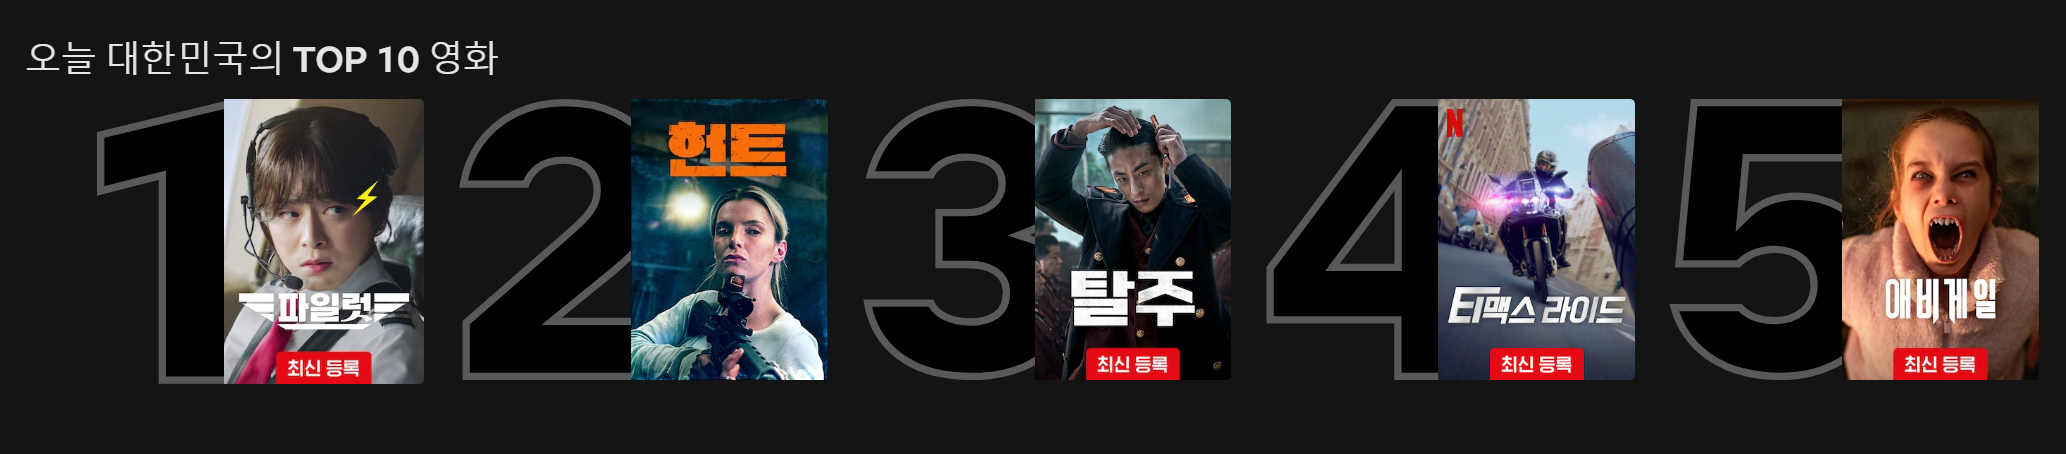 오늘 대한민국의 TOP 10 영화
1
파일럿
최신 등록
2
헌트
3
탈주
최신 등록
4
N
티맥스 라이드
최신 등록
5
애비게일
최신 등록